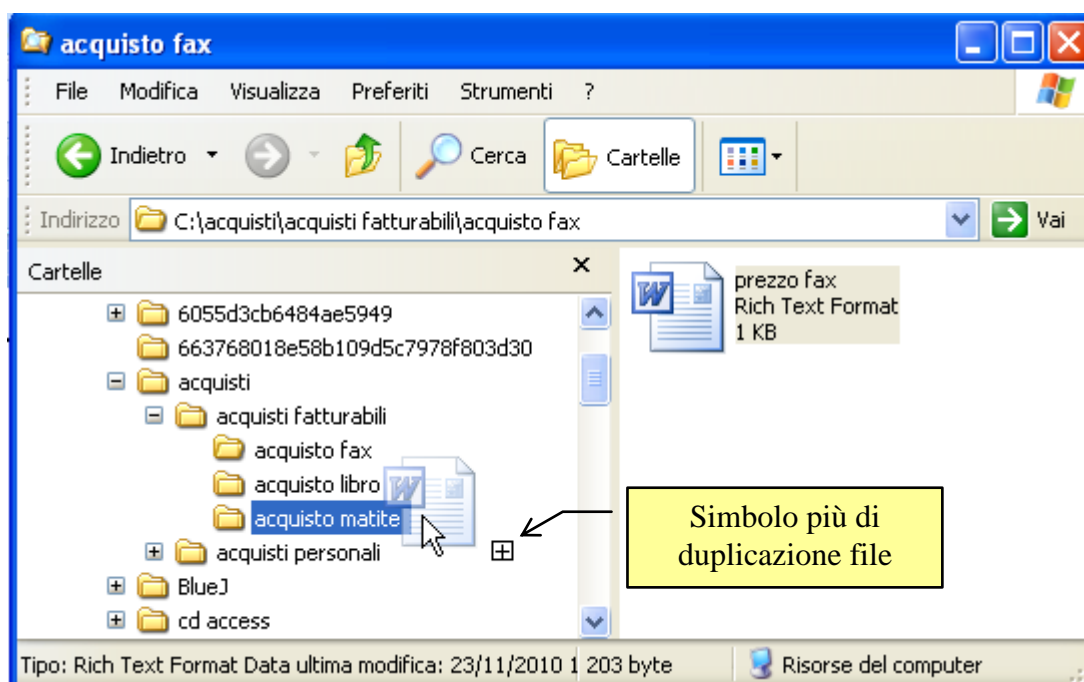 acquisto fax
File Modifica Visualizza Preferiti Strumenti ?
Indietro Cerca Cartelle
Indirizzo C:\acquisti\acquisti fatturabili\acquisto fax Vai
Cartelle
6055d3cb6484ae5949
663768018e58b109d5c7978f803d30
acquisti
acquisti fatturabili
acquisto fax
acquisto libro
acquisto matite
acquisti personali
BlueJ
cd access
prezzo fax
Rich Text Format
1 KB
Simbolo più di
duplicazione file
Tipo: Rich Text Format Data ultima modifica: 23/11/2010 1 203 byte Risorse del computer